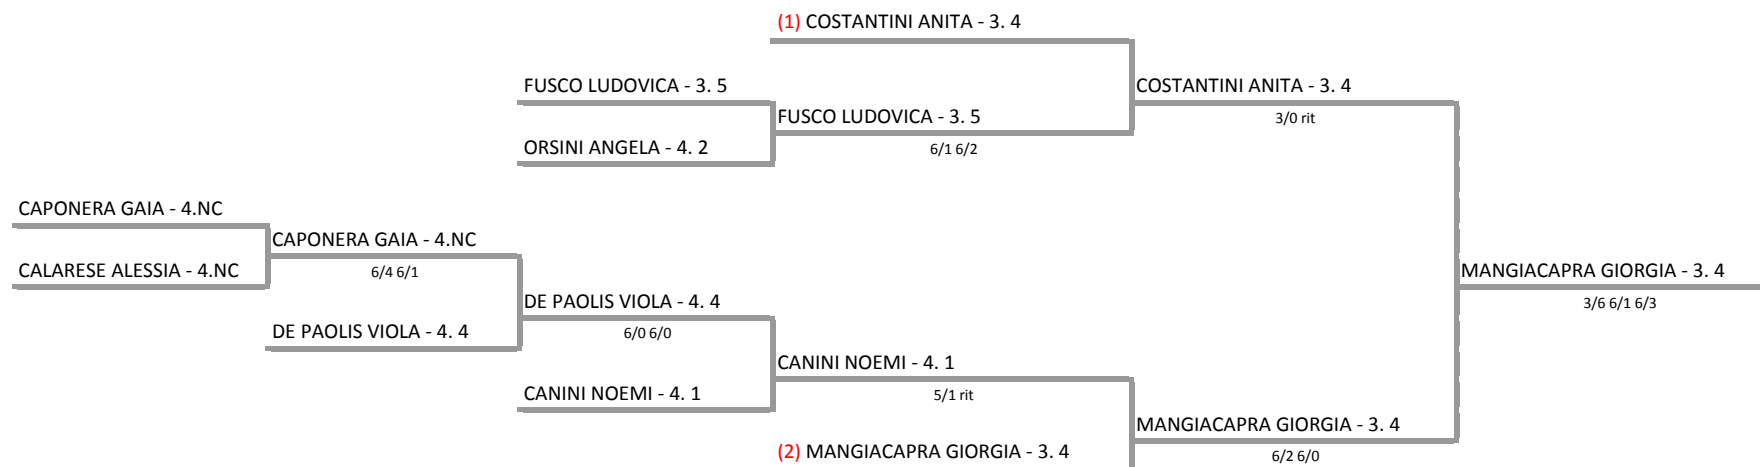 (1) COSTANTINI ANITA - 3. 4
FUSCO LUDOVICA - 3. 5
COSTANTINI ANITA - 3. 4
FUSCO LUDOVICA - 3. 5
3/0 rit
ORSINI ANGELA - 4. 2
6/1 6/2
CAPONERA GAIA - 4.NC
CAPONERA GAIA - 4.NC
CALARESE ALESSIA - 4.NC
6/4 6/1
MANGIACAPRA GIORGIA - 3. 4
DE PAOLIS VIOLA - 4. 4
3/6 6/1 6/3
DE PAOLIS VIOLA - 4. 4
6/0 6/0
CANINI NOEMI - 4. 1
CANINI NOEMI - 4. 1
5/1 rit
MANGIACAPRA GIORGIA - 3. 4
(2) MANGIACAPRA GIORGIA - 3. 4
6/2 6/0